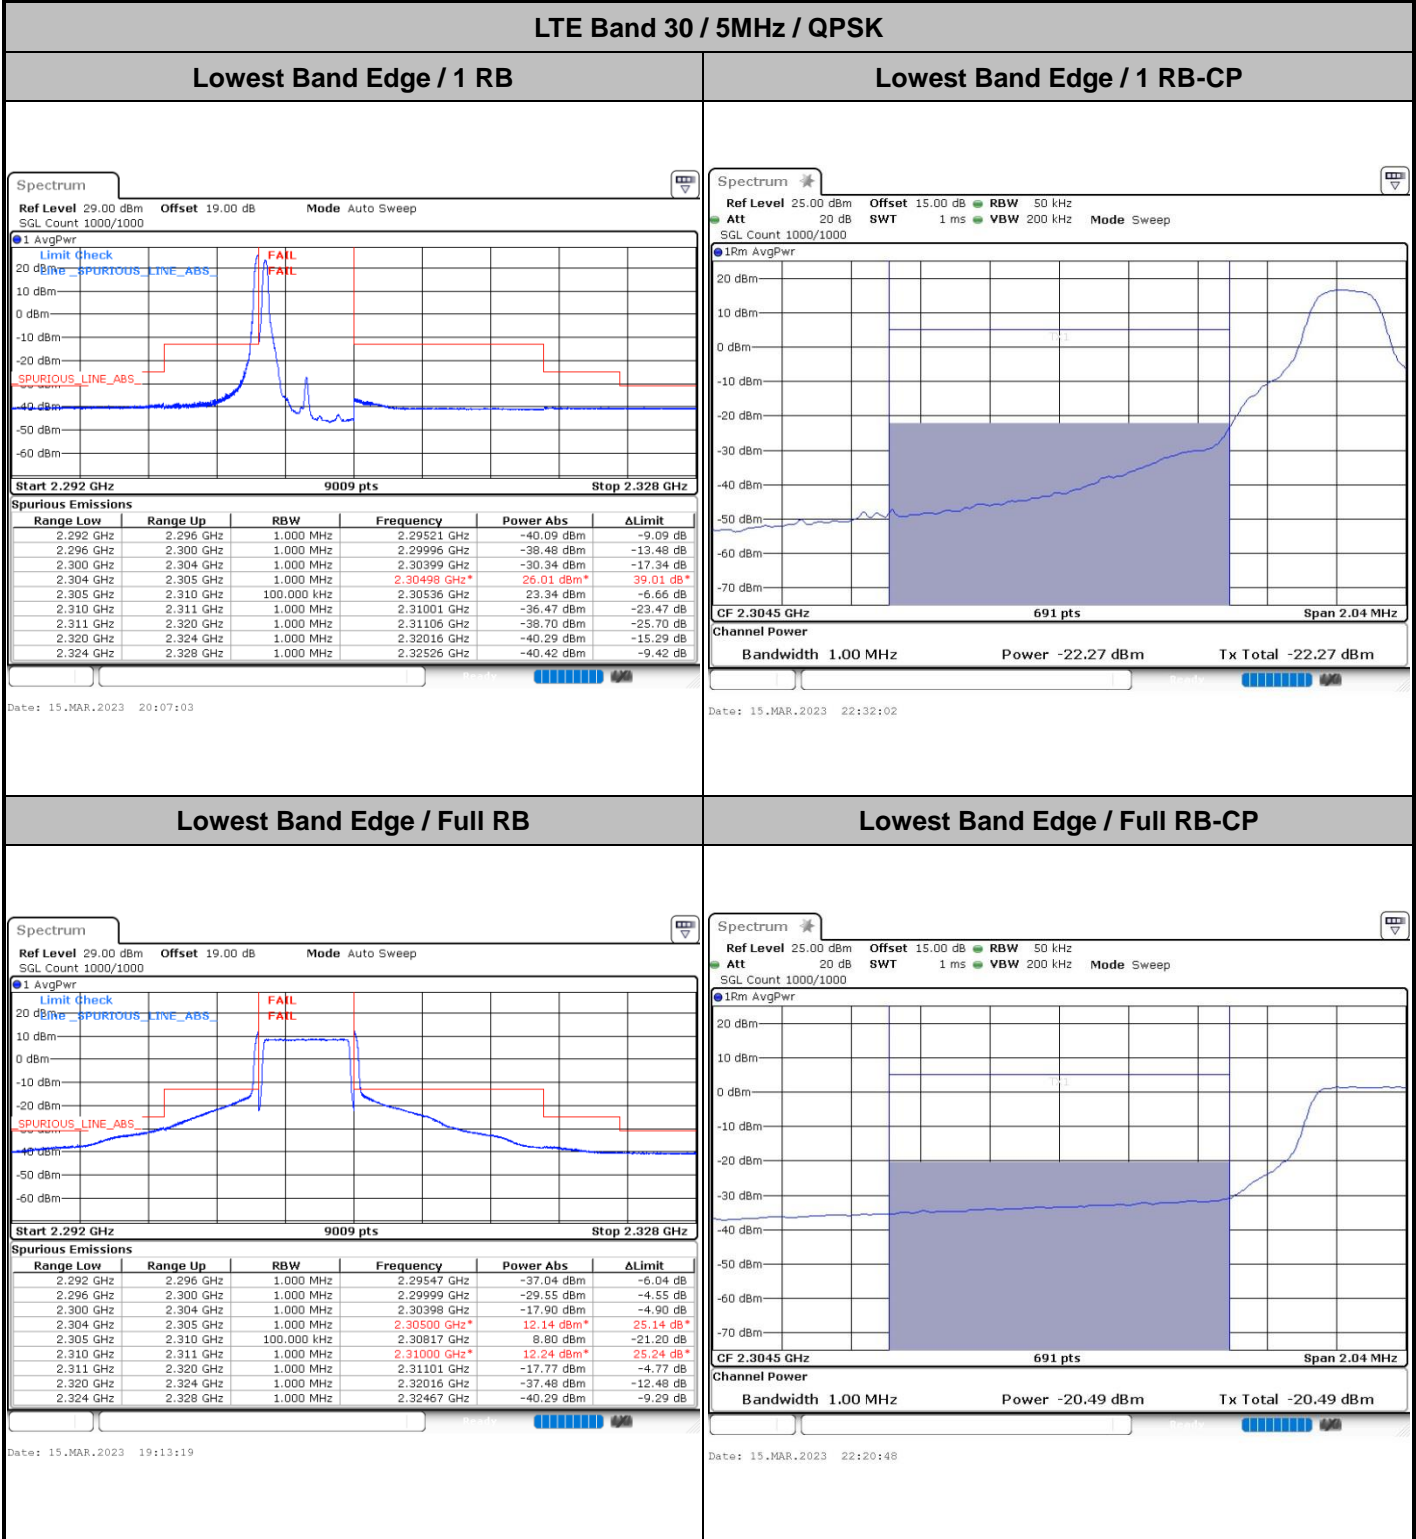 LTE Band 30 / 5MHz / QPSK
Lowest Band Edge / 1 RB
Lowest Band Edge / 1 RB-CP
Spectrum
Ref Level 29.00 dBm Offset 19.00 dB Mode Auto Sweep
SGL Count 1000/1000
1 AvgPwr
Limit Check FAIL
Line _SPURIOUS_LINE_ABS_ FAIL
20 dBm
10 dBm
0 dBm
-10 dBm
-20 dBm
_SPURIOUS_LINE_ABS_
-40 dBm
-50 dBm
-60 dBm
Start 2.292 GHz 9009 pts Stop 2.328 GHz
Spurious Emissions
Range Low Range Up RBW Frequency Power Abs ΔLimit
2.292 GHz 2.296 GHz 1.000 MHz 2.29521 GHz -40.09 dBm -9.09 dB
2.296 GHz 2.300 GHz 1.000 MHz 2.29996 GHz -38.48 dBm -13.48 dB
2.300 GHz 2.304 GHz 1.000 MHz 2.30399 GHz -30.34 dBm -17.34 dB
2.304 GHz 2.305 GHz 1.000 MHz 2.30498 GHz* 26.01 dBm* 39.01 dB*
2.305 GHz 2.310 GHz 100.000 kHz 2.30536 GHz 23.34 dBm -6.66 dB
2.310 GHz 2.311 GHz 1.000 MHz 2.31001 GHz -36.47 dBm -23.47 dB
2.311 GHz 2.320 GHz 1.000 MHz 2.31106 GHz -38.70 dBm -25.70 dB
2.320 GHz 2.324 GHz 1.000 MHz 2.32016 GHz -40.29 dBm -15.29 dB
2.324 GHz 2.328 GHz 1.000 MHz 2.32526 GHz -40.42 dBm -9.42 dB
Ready
Date: 15.MAR.2023 20:07:03
Spectrum
Ref Level 25.00 dBm Offset 15.00 dB RBW 50 kHz
Att 20 dB SWT 1 ms VBW 200 kHz Mode Sweep
SGL Count 1000/1000
1Rm AvgPwr
20 dBm
10 dBm
Tx1
0 dBm
-10 dBm
-20 dBm
-30 dBm
-40 dBm
-50 dBm
-60 dBm
-70 dBm
CF 2.3045 GHz 691 pts Span 2.04 MHz
Channel Power
Bandwidth 1.00 MHz Power -22.27 dBm Tx Total -22.27 dBm
Ready
Date: 15.MAR.2023 22:32:02
Lowest Band Edge / Full RB
Lowest Band Edge / Full RB-CP
Spectrum
Ref Level 29.00 dBm Offset 19.00 dB Mode Auto Sweep
SGL Count 1000/1000
1 AvgPwr
Limit Check FAIL
Line _SPURIOUS_LINE_ABS_ FAIL
20 dBm
10 dBm
0 dBm
-10 dBm
-20 dBm
_SPURIOUS_LINE_ABS_
-40 dBm
-50 dBm
-60 dBm
Start 2.292 GHz 9009 pts Stop 2.328 GHz
Spurious Emissions
Range Low Range Up RBW Frequency Power Abs ΔLimit
2.292 GHz 2.296 GHz 1.000 MHz 2.29547 GHz -37.04 dBm -6.04 dB
2.296 GHz 2.300 GHz 1.000 MHz 2.29999 GHz -29.55 dBm -4.55 dB
2.300 GHz 2.304 GHz 1.000 MHz 2.30398 GHz -17.90 dBm -4.90 dB
2.304 GHz 2.305 GHz 1.000 MHz 2.30500 GHz* 12.14 dBm* 25.14 dB*
2.305 GHz 2.310 GHz 100.000 kHz 2.30817 GHz 8.80 dBm -21.20 dB
2.310 GHz 2.311 GHz 1.000 MHz 2.31000 GHz* 12.24 dBm* 25.24 dB*
2.311 GHz 2.320 GHz 1.000 MHz 2.31101 GHz -17.77 dBm -4.77 dB
2.320 GHz 2.324 GHz 1.000 MHz 2.32016 GHz -37.48 dBm -12.48 dB
2.324 GHz 2.328 GHz 1.000 MHz 2.32467 GHz -40.29 dBm -9.29 dB
Ready
Date: 15.MAR.2023 19:13:19
Spectrum
Ref Level 25.00 dBm Offset 15.00 dB RBW 50 kHz
Att 20 dB SWT 1 ms VBW 200 kHz Mode Sweep
SGL Count 1000/1000
1Rm AvgPwr
20 dBm
10 dBm
Tx1
0 dBm
-10 dBm
-20 dBm
-30 dBm
-40 dBm
-50 dBm
-60 dBm
-70 dBm
CF 2.3045 GHz 691 pts Span 2.04 MHz
Channel Power
Bandwidth 1.00 MHz Power -20.49 dBm Tx Total -20.49 dBm
Ready
Date: 15.MAR.2023 22:20:48